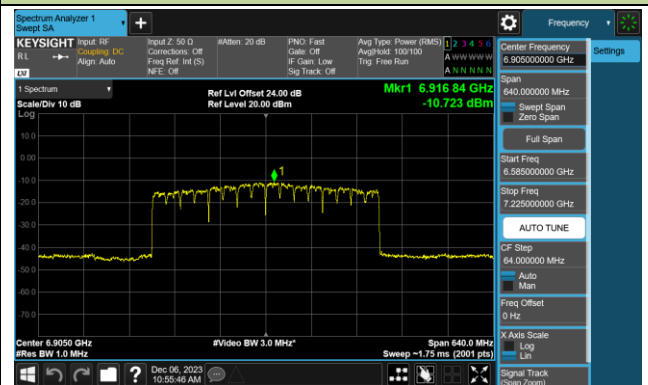 Spectrum Analyzer 1
Swept SA
Frequency
KEYSIGHT
RL
LXI
Input: RF
Coupling: DC
Align: Auto
Input Z: 50 Ω
Corrections: Off
Freq Ref: Int (S)
NFE: Off
#Atten: 20 dB
PNO: Fast
Gate: Off
IF Gain: Low
Sig Track: Off
Avg Type: Power (RMS)
Avg|Hold: 100/100
Trig: Free Run
1 2 3 4 5 6
A W W W W W
A N N N N N
1 Spectrum
Scale/Div 10 dB
Log
Ref Lvl Offset 24.00 dB
Ref Level 20.00 dBm
Mkr1 6.916 84 GHz
-10.723 dBm
10.0
0.00
-10.0
-20.0
-30.0
-40.0
-50.0
-60.0
-70.0
1
Center 6.9050 GHz
#Res BW 1.0 MHz
#Video BW 3.0 MHz*
Span 640.0 MHz
Sweep ~1.75 ms (2001 pts)
Dec 06, 2023
10:55:46 AM
Center Frequency
6.905000000 GHz
Settings
Span
640.000000 MHz
Swept Span
Zero Span
Full Span
Start Freq
6.585000000 GHz
Stop Freq
7.225000000 GHz
AUTO TUNE
CF Step
64.000000 MHz
Auto
Man
Freq Offset
0 Hz
X Axis Scale
Log
Lin
Signal Track
(Span Zoom)